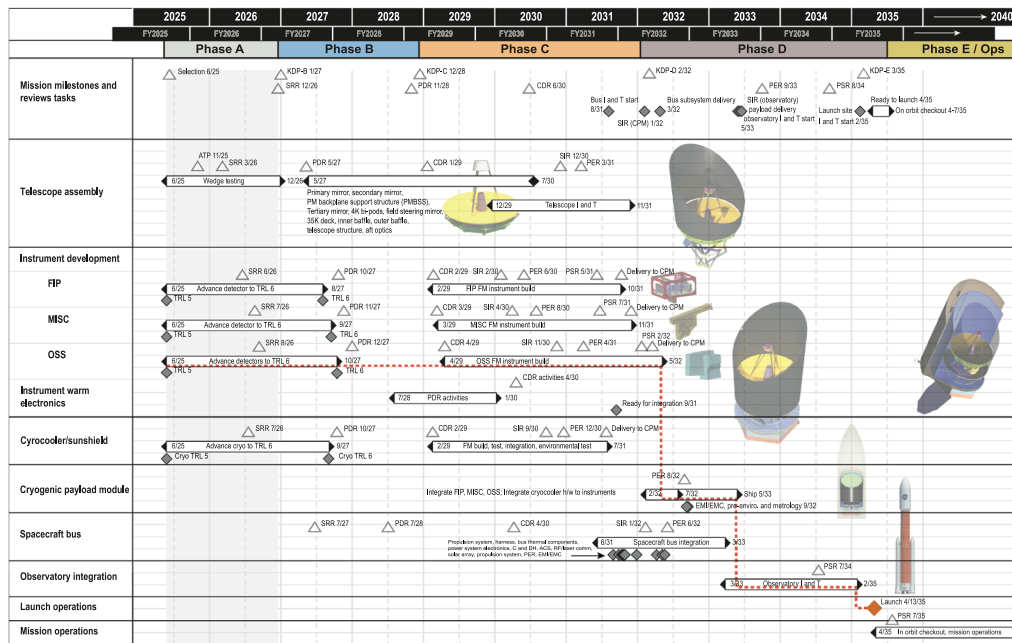 2025 2026 2027 2028 2029 2030 2031 2032 2033 2034 2035 2040
FY2025 FY2026 FY2027 FY2028 FY2029 FY2030 FY2031 FY2032 FY2033 FY2034 FY2035
Phase A Phase B Phase C Phase D Phase E / Ops
Mission milestones and reviews tasks
Selection 6/25
KDP-B 1/27
SRR 12/26
KDP-C 12/28
PDR 11/28
CDR 6/30
Bus I and T start
8/31
SIR (CPM) 1/32
KDP-D 2/32
Bus subsystem delivery
3/32
SIR (observatory)
payload delivery
observatory I and T start
5/33
PER 9/33
PSR 8/34
KDP-E 3/35
Launch site
I and T start 2/35
Ready to launch 4/35
On orbit checkout 4-7/35
Telescope assembly
ATP 11/25
SRR 3/26
PDR 5/27
CDR 1/29
SIR 12/30
PER 3/31
6/25 Wedge testing 12/26
5/27 7/30
Primary mirror, secondary mirror,
PM backplane support structure (PMBSS),
Tertiary mirror, 4K bi-pods, field steering mirror,
35K deck, inner baffle, outer baffle,
telescope structure, aft optics
12/29 Telescope I and T 11/31
Instrument development
FIP
SRR 6/26
PDR 10/27
CDR 2/29
SIR 2/30
PER 6/30
PSR 5/31
Delivery to CPM
6/25 Advance detector to TRL 6 8/27
2/29 FIP FM instrument build 10/31
TRL 5
TRL 6
MISC
SRR 7/26
PDR 11/27
CDR 3/29
SIR 4/30
PER 8/30
PSR 7/31
Delivery to CPM
6/25 Advance detector to TRL 6 9/27
3/29 MISC FM instrument build 11/31
TRL 5
TRL 6
OSS
SRR 8/26
PDR 12/27
CDR 4/29
SIR 11/30
PER 4/31
PSR 2/32
Delivery to CPM
6/25 Advance detectors to TRL 6 10/27
4/29 OSS FM instrument build 5/32
TRL 5
TRL 6
Instrument warm
electronics
CDR activities 4/30
7/28 PDR activities 1/30
Ready for integration 9/31
Cyrocooler/sunshield
SRR 7/26
PDR 10/27
CDR 2/29
SIR 9/30
PER 12/30
Delivery to CPM
6/25 Advance cryo to TRL 6 9/27
2/29 FM build, test, integration, environmental test 7/31
Cryo TRL 5
Cryo TRL 6
Cryogenic payload module
PER 8/32
Integrate FIP, MISC, OSS; Integrate cryocooler h/w to instruments
2/32 7/32 Ship 5/33
EMI/EMC, pre-enviro. and metrology 9/32
Spacecraft bus
SRR 7/27
PDR 7/28
CDR 4/30
SIR 1/32
PER 6/32
Propulsion system, harness, bus thermal components,
power system electronics, C and DH, ACS, RF/laser comm,
solar array, propulsion system, PER, EMI/EMC
6/31 Spacecraft bus integration 3/33
Observatory integration
PSR 7/34
3/33 Observatory I and T 2/35
Launch operations
Launch 4/13/35
Mission operations
PSR 7/35
4/35 In orbit checkout, mission operations